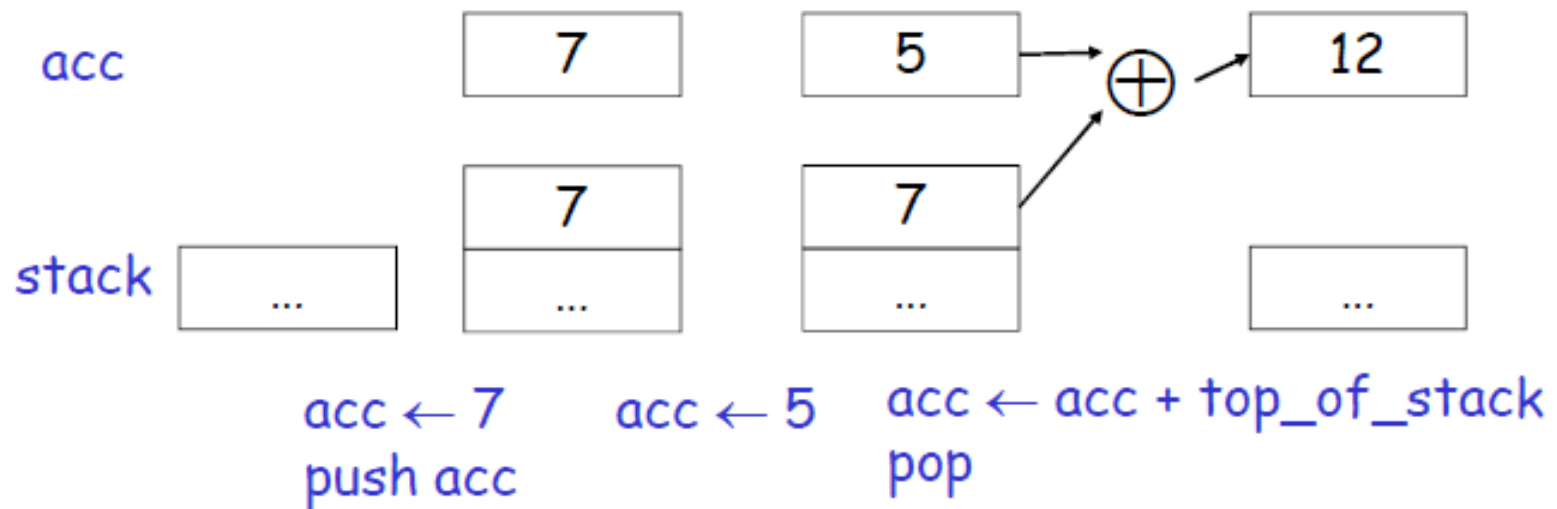 acc 7 5 12
7 7
stack ... ... ... ...
acc ← 7 acc ← 5 acc ← acc + top_of_stack
push acc pop